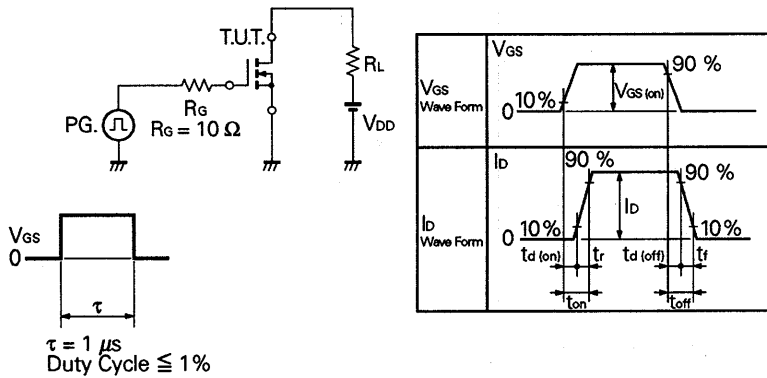 T.U.T.
RL
RG
RG = 10 Ω
PG.
VDD
VGS
0
τ
τ = 1 μs
Duty Cycle ≦ 1%
VGS
Wave Form
VGS
90 %
10%
VGS (on)
0
ID
Wave Form
ID
90 %
90 %
ID
10%
10%
0
td (on)
tr
td (off)
tf
ton
toff